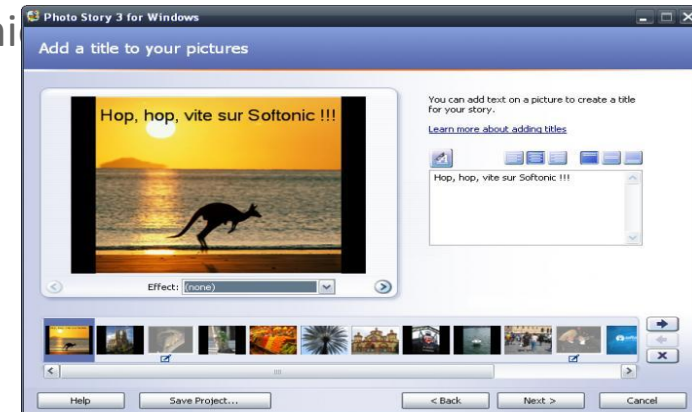 Photo Story 3 for Windows
Add a title to your pictures
Hop, hop, vite sur Softonic !!!
You can add text on a picture to create a title
for your story.
Learn more about adding titles
Hop, hop, vite sur Softonic !!!
Effect: (none)
Help
Save Project...
< Back
Next >
Cancel